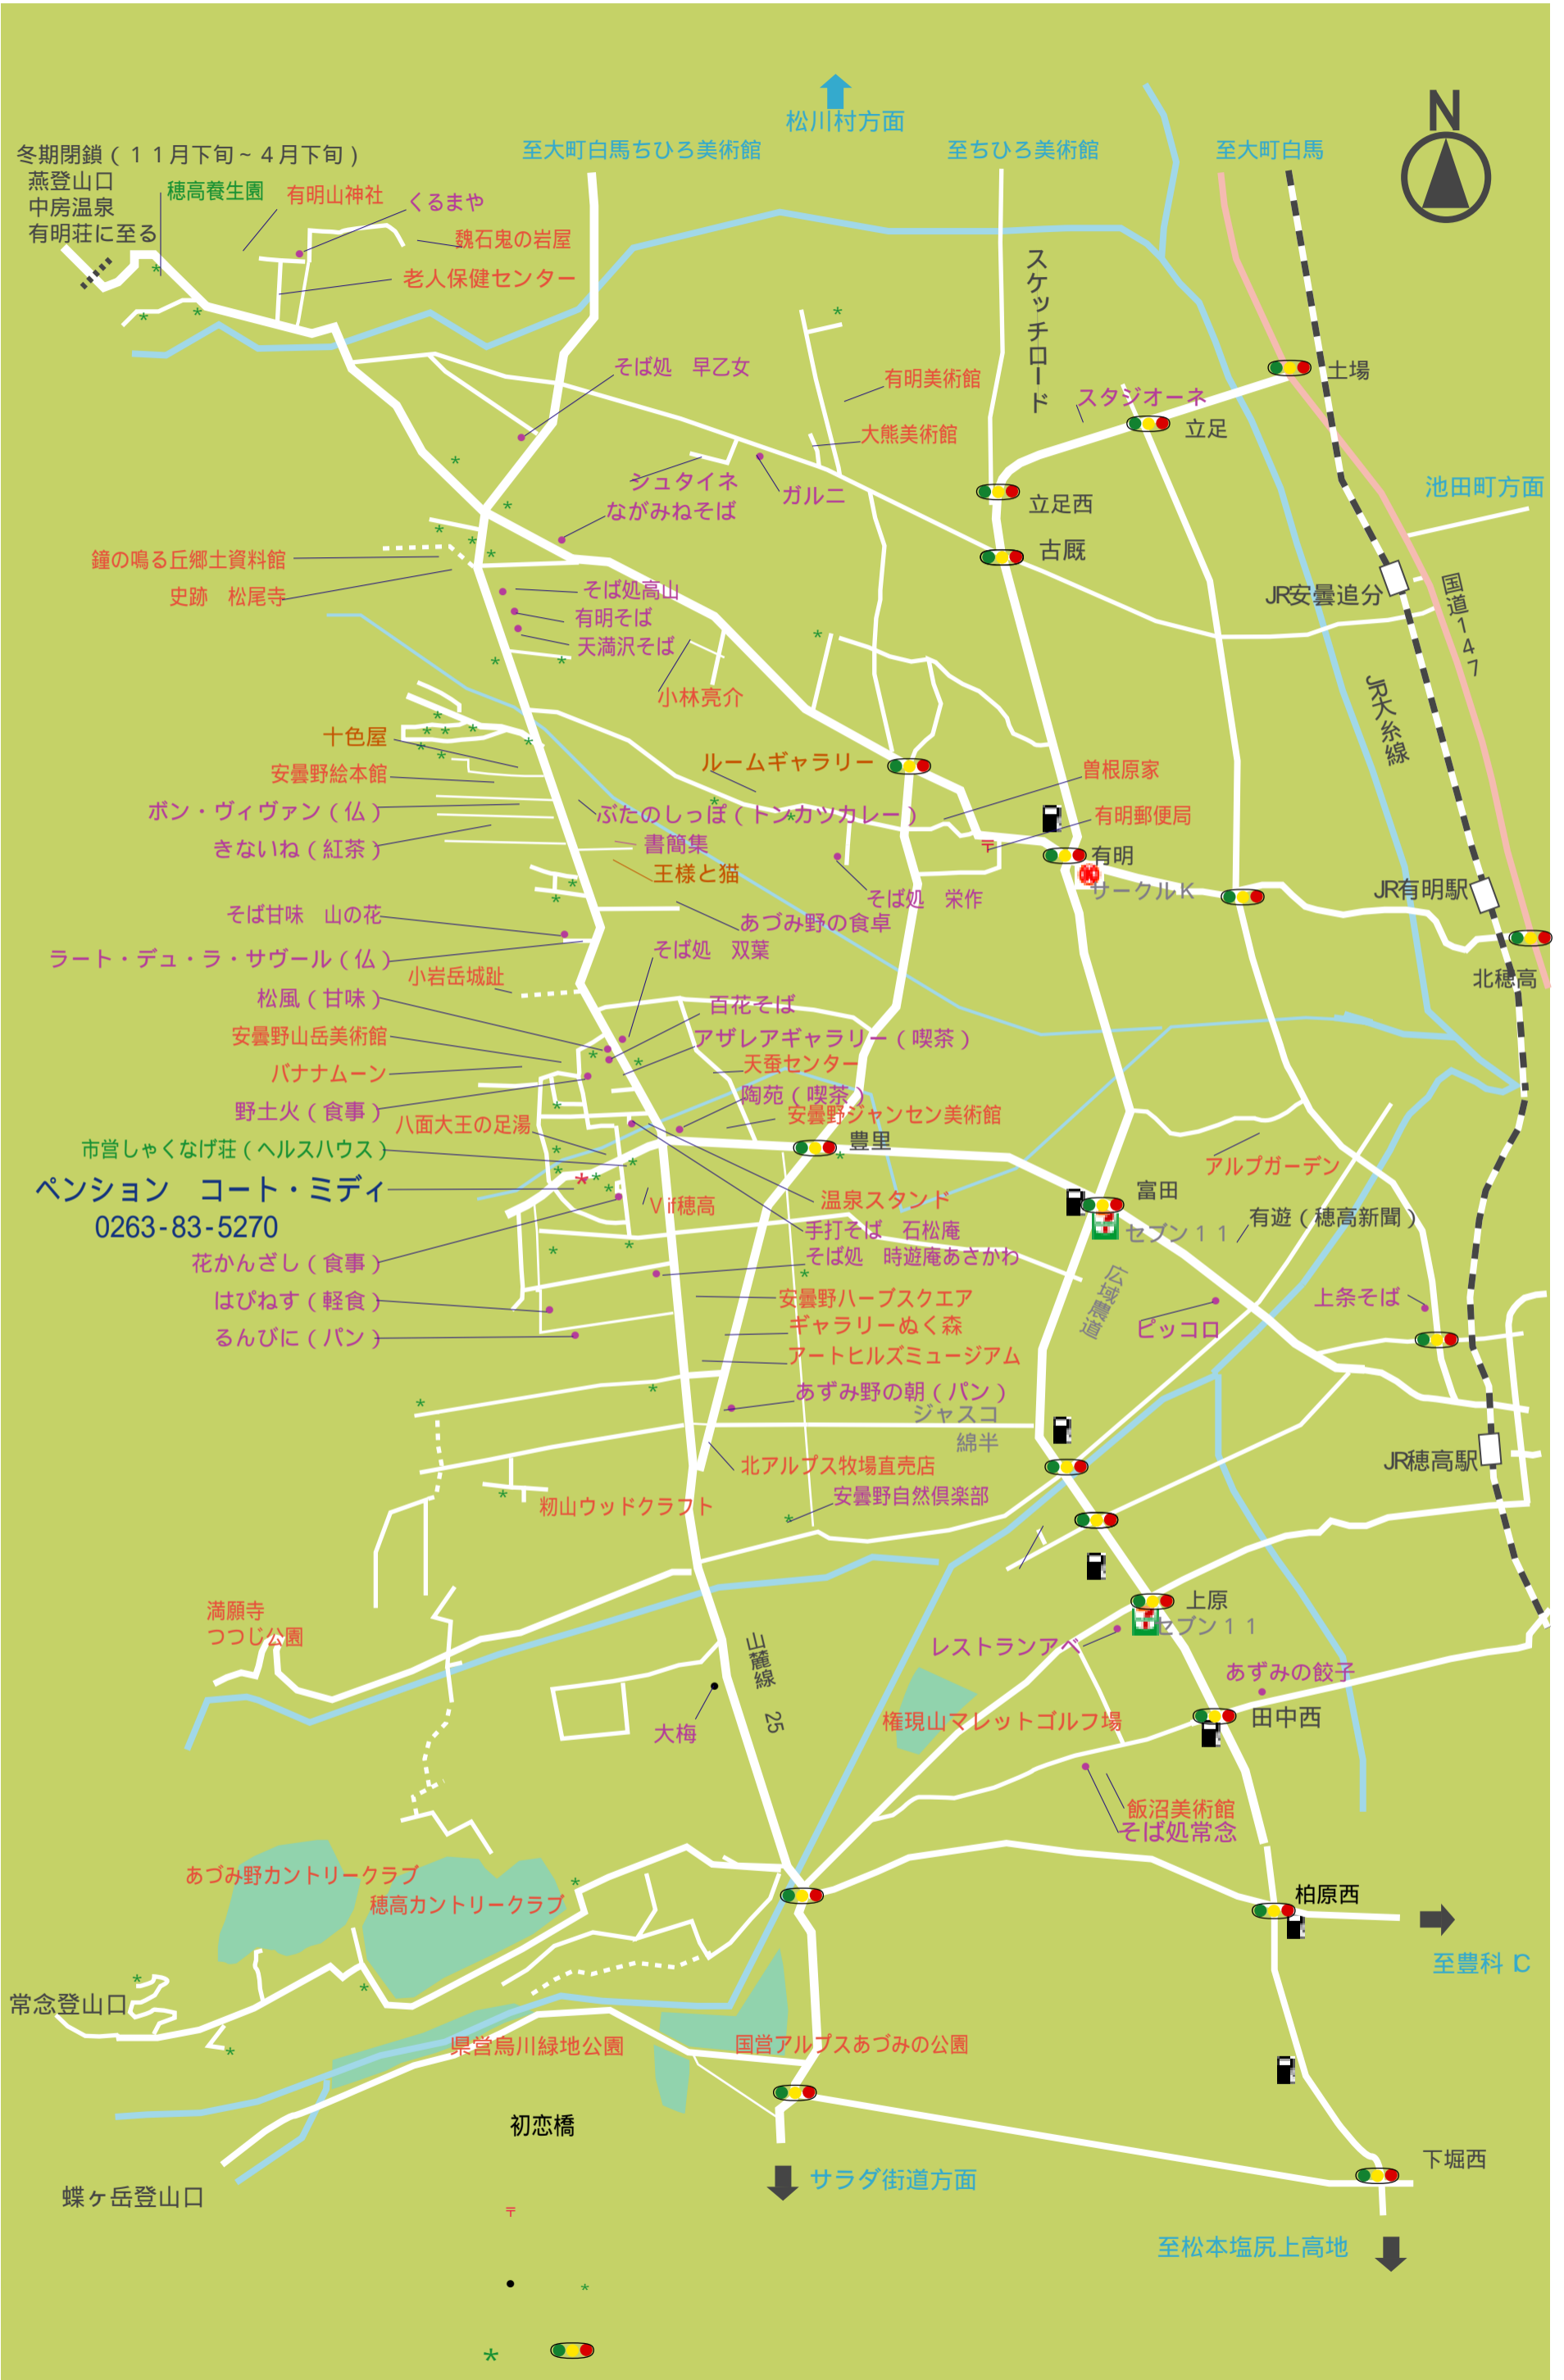 N
松川村方面
至大町白馬ちひろ美術館
至ちひろ美術館
至大町白馬
冬期閉鎖（１１月下旬～４月下旬）
燕登山口
中房温泉
有明荘に至る
穂高養生園
有明山神社
くるまや
魏石鬼の岩屋
老人保健センター
スケッチロード
そば処　早乙女
有明美術館
スタジオーネ
土場
立足
大熊美術館
シュタイネ
ガルニ
ながみねそば
立足西
池田町方面
古厩
鐘の鳴る丘郷土資料館
史跡　松尾寺
そば処高山
有明そば
天満沢そば
JR安曇追分
国道147
小林亮介
JR大糸線
十色屋
ルームギャラリー
曽根原家
安曇野絵本館
ボン・ヴィヴァン（仏）
ぶたのしっぽ（トンカツカレー）
有明郵便局
〒
きないね（紅茶）
書簡集
有明
王様と猫
サークルK
JR有明駅
そば処　栄作
そば甘味　山の花
あづみ野の食卓
ラート・デュ・ラ・サヴール（仏）
そば処　双葉
小岩岳城趾
北穂高
松風（甘味）
百花そば
安曇野山岳美術館
アザレアギャラリー（喫茶）
バナナムーン
天蚕センター
野土火（食事）
陶苑（喫茶）
八面大王の足湯
安曇野ジャンセン美術館
市営しゃくなげ荘（ヘルスハウス）
豊里
アルプガーデン
ペンション　コート・ミディ
0263-83-5270
Ｖif穂高
温泉スタンド
富田
手打そば　石松庵
セブン１１
有遊（穂高新聞）
花かんざし（食事）
そば処　時遊庵あさかわ
広域農道
はぴねす（軽食）
安曇野ハーブスクエア
上条そば
るんびに（パン）
ギャラリーぬく森
ピッコロ
アートヒルズミュージアム
あずみ野の朝（パン）
ジャスコ
綿半
北アルプス牧場直売店
JR穂高駅
安曇野自然倶楽部
籾山ウッドクラフト
満願寺
つつじ公園
上原
セブン１１
山麓線　25
レストランアベ
あずみの餃子
大梅
権現山マレットゴルフ場
田中西
飯沼美術館
そば処常念
あづみ野カントリークラブ
穂高カントリークラブ
柏原西
至豊科 IC
常念登山口
県営烏川緑地公園
国営アルプスあづみの公園
初恋橋
下堀西
蝶ヶ岳登山口
サラダ街道方面
〒
至松本塩尻上高地